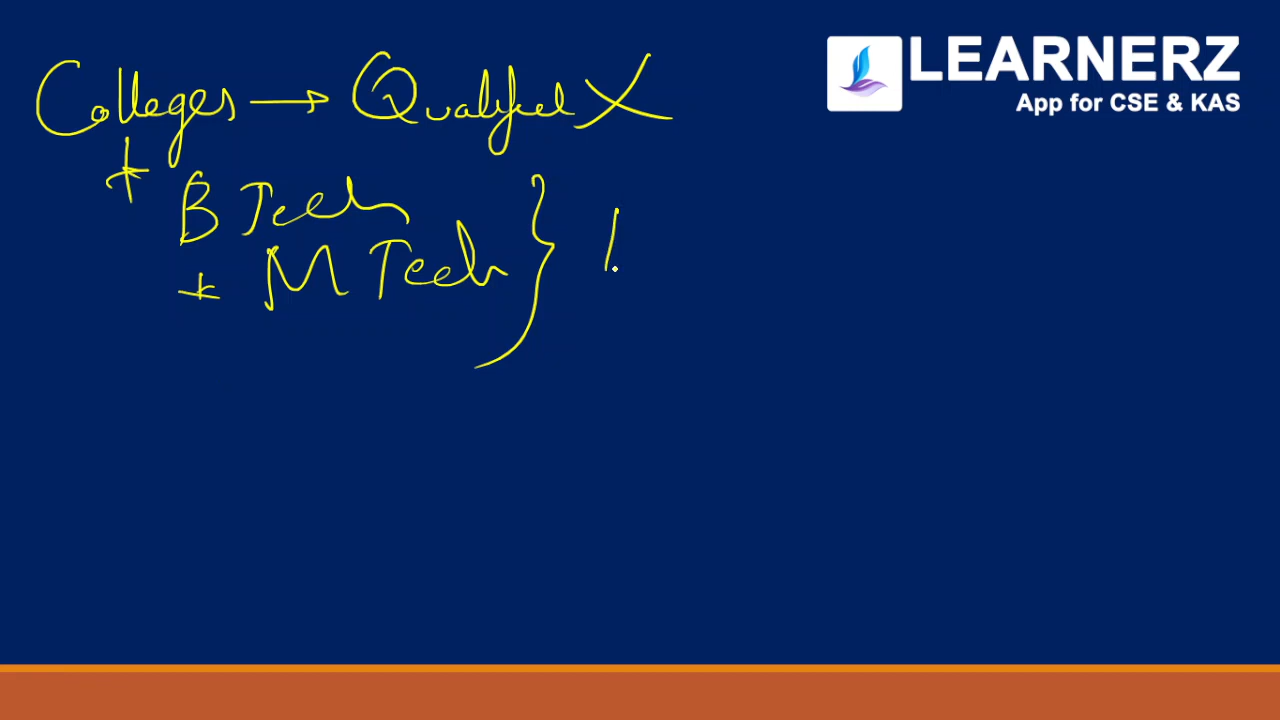 LEARNERZ
App for CSE & KAS
Colleges → Qualified X
* B Tech
* M Tech }